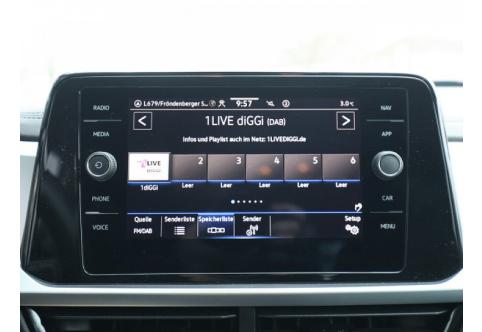 RADIO
MEDIA
PHONE
VOICE
NAV
APP
CAR
MENU
L679/Fröndenberger S...
9:57
3.0 °C
1LIVE diGGi (DAB)
Infos und Playlist auch im Netz: 1LIVEDIGGI.de
1LIVE DIGGI 2 3 4 5 6
1diGGi Leer Leer Leer Leer Leer
Quelle Senderliste Speicherliste Sender Setup
FM/DAB